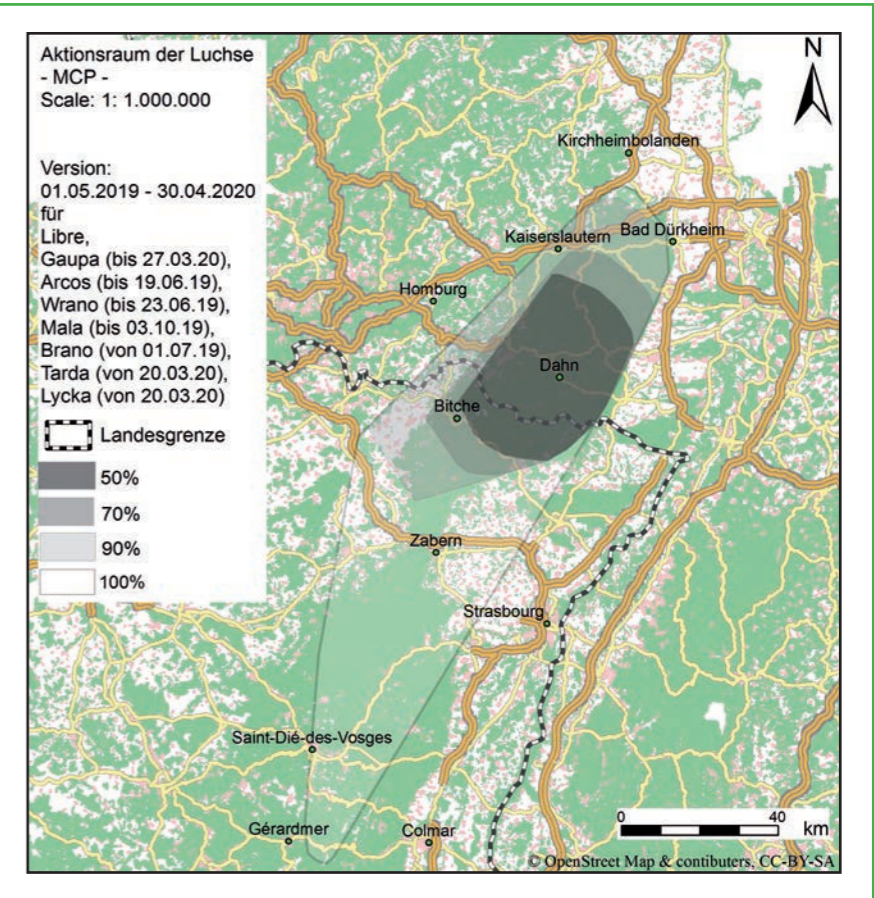 Aktionsraum der Luchse
- MCP -
Scale: 1: 1.000.000
Version:
01.05.2019 - 30.04.2020
für
Libre,
Gaupa (bis 27.03.20),
Arcos (bis 19.06.19),
Wrano (bis 23.06.19),
Mala (bis 03.10.19),
Brano (von 01.07.19),
Tarda (von 20.03.20),
Lycka (von 20.03.20)
Landesgrenze
50%
70%
90%
100%
N
Kirchheimbolanden
Kaiserslautern
Bad Dürkheim
Homburg
Dahn
Bitche
Zabern
Strasbourg
Saint-Dié-des-Vosges
Gérardmer
Colmar
0 40
km
© OpenStreet Map & contibuters, CC-BY-SA